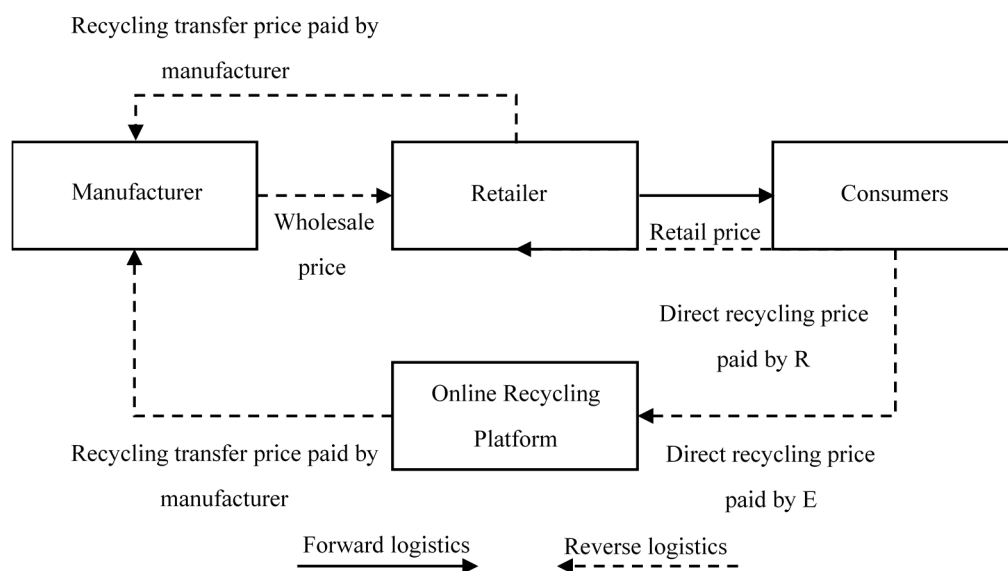 Recycling transfer price paid by
manufacturer
Manufacturer
Retailer
Consumers
Wholesale
price
Retail price
Direct recycling price
paid by R
Online Recycling
Platform
Recycling transfer price paid by
manufacturer
Direct recycling price
paid by E
Forward logistics
Reverse logistics